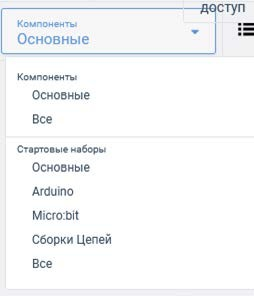 доступ
Компоненты
Основные
Компоненты
Основные
Все
Стартовые наборы
Основные
Arduino
Micro:bit
Сборки Цепей
Все